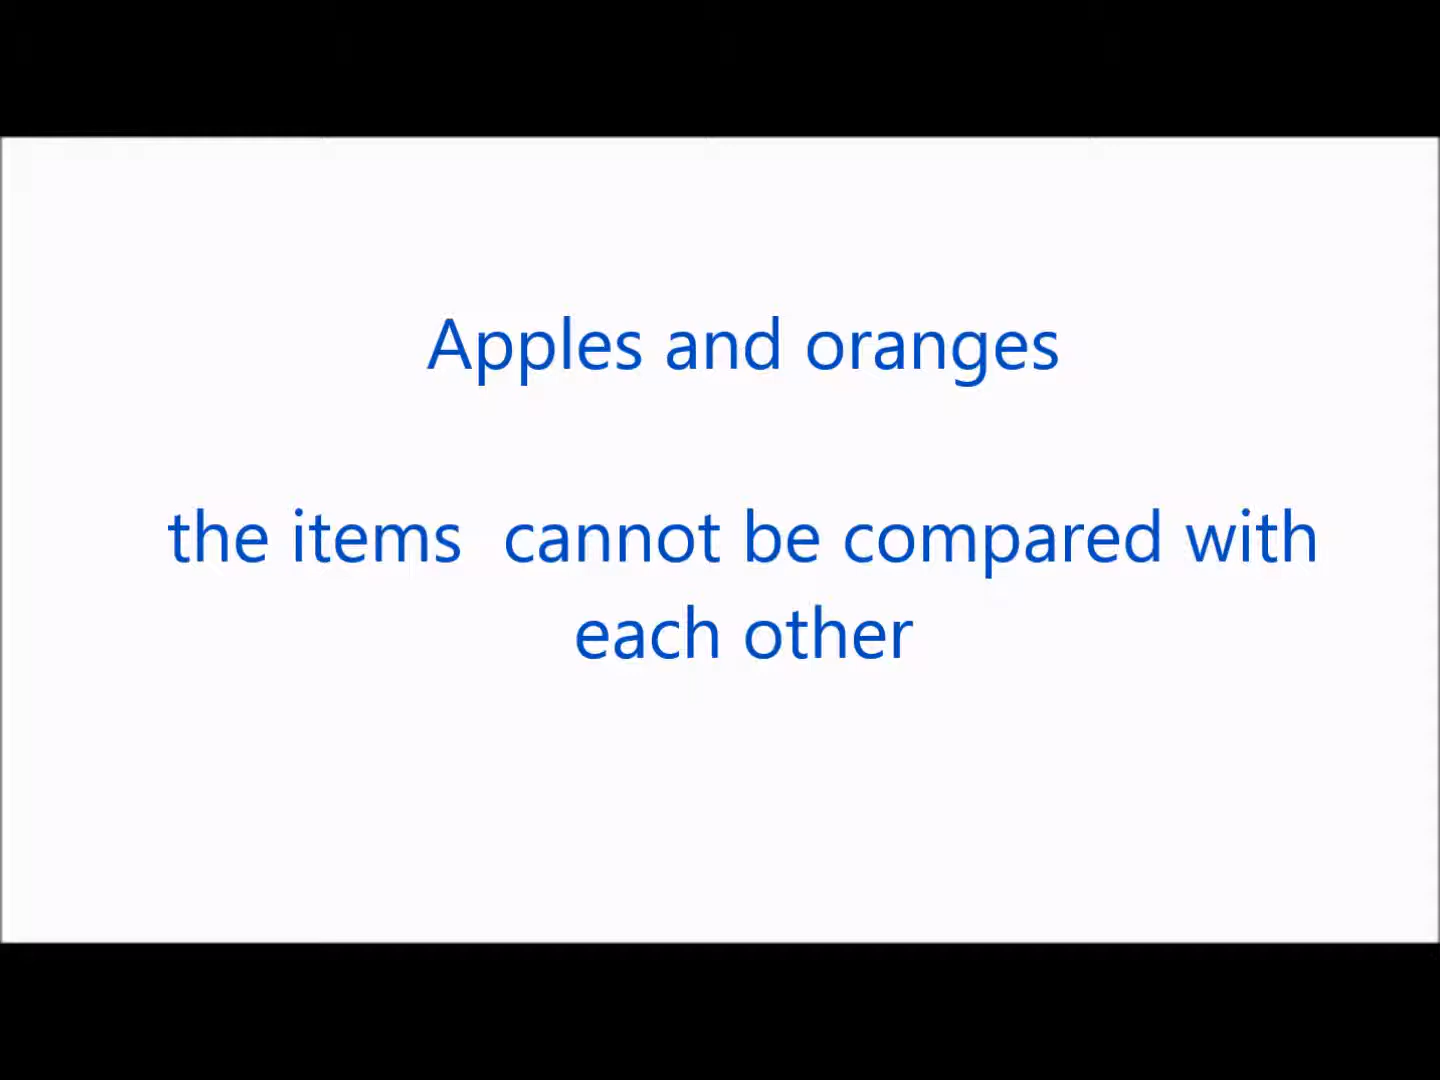 Apples and oranges
the items  cannot be compared with
each other